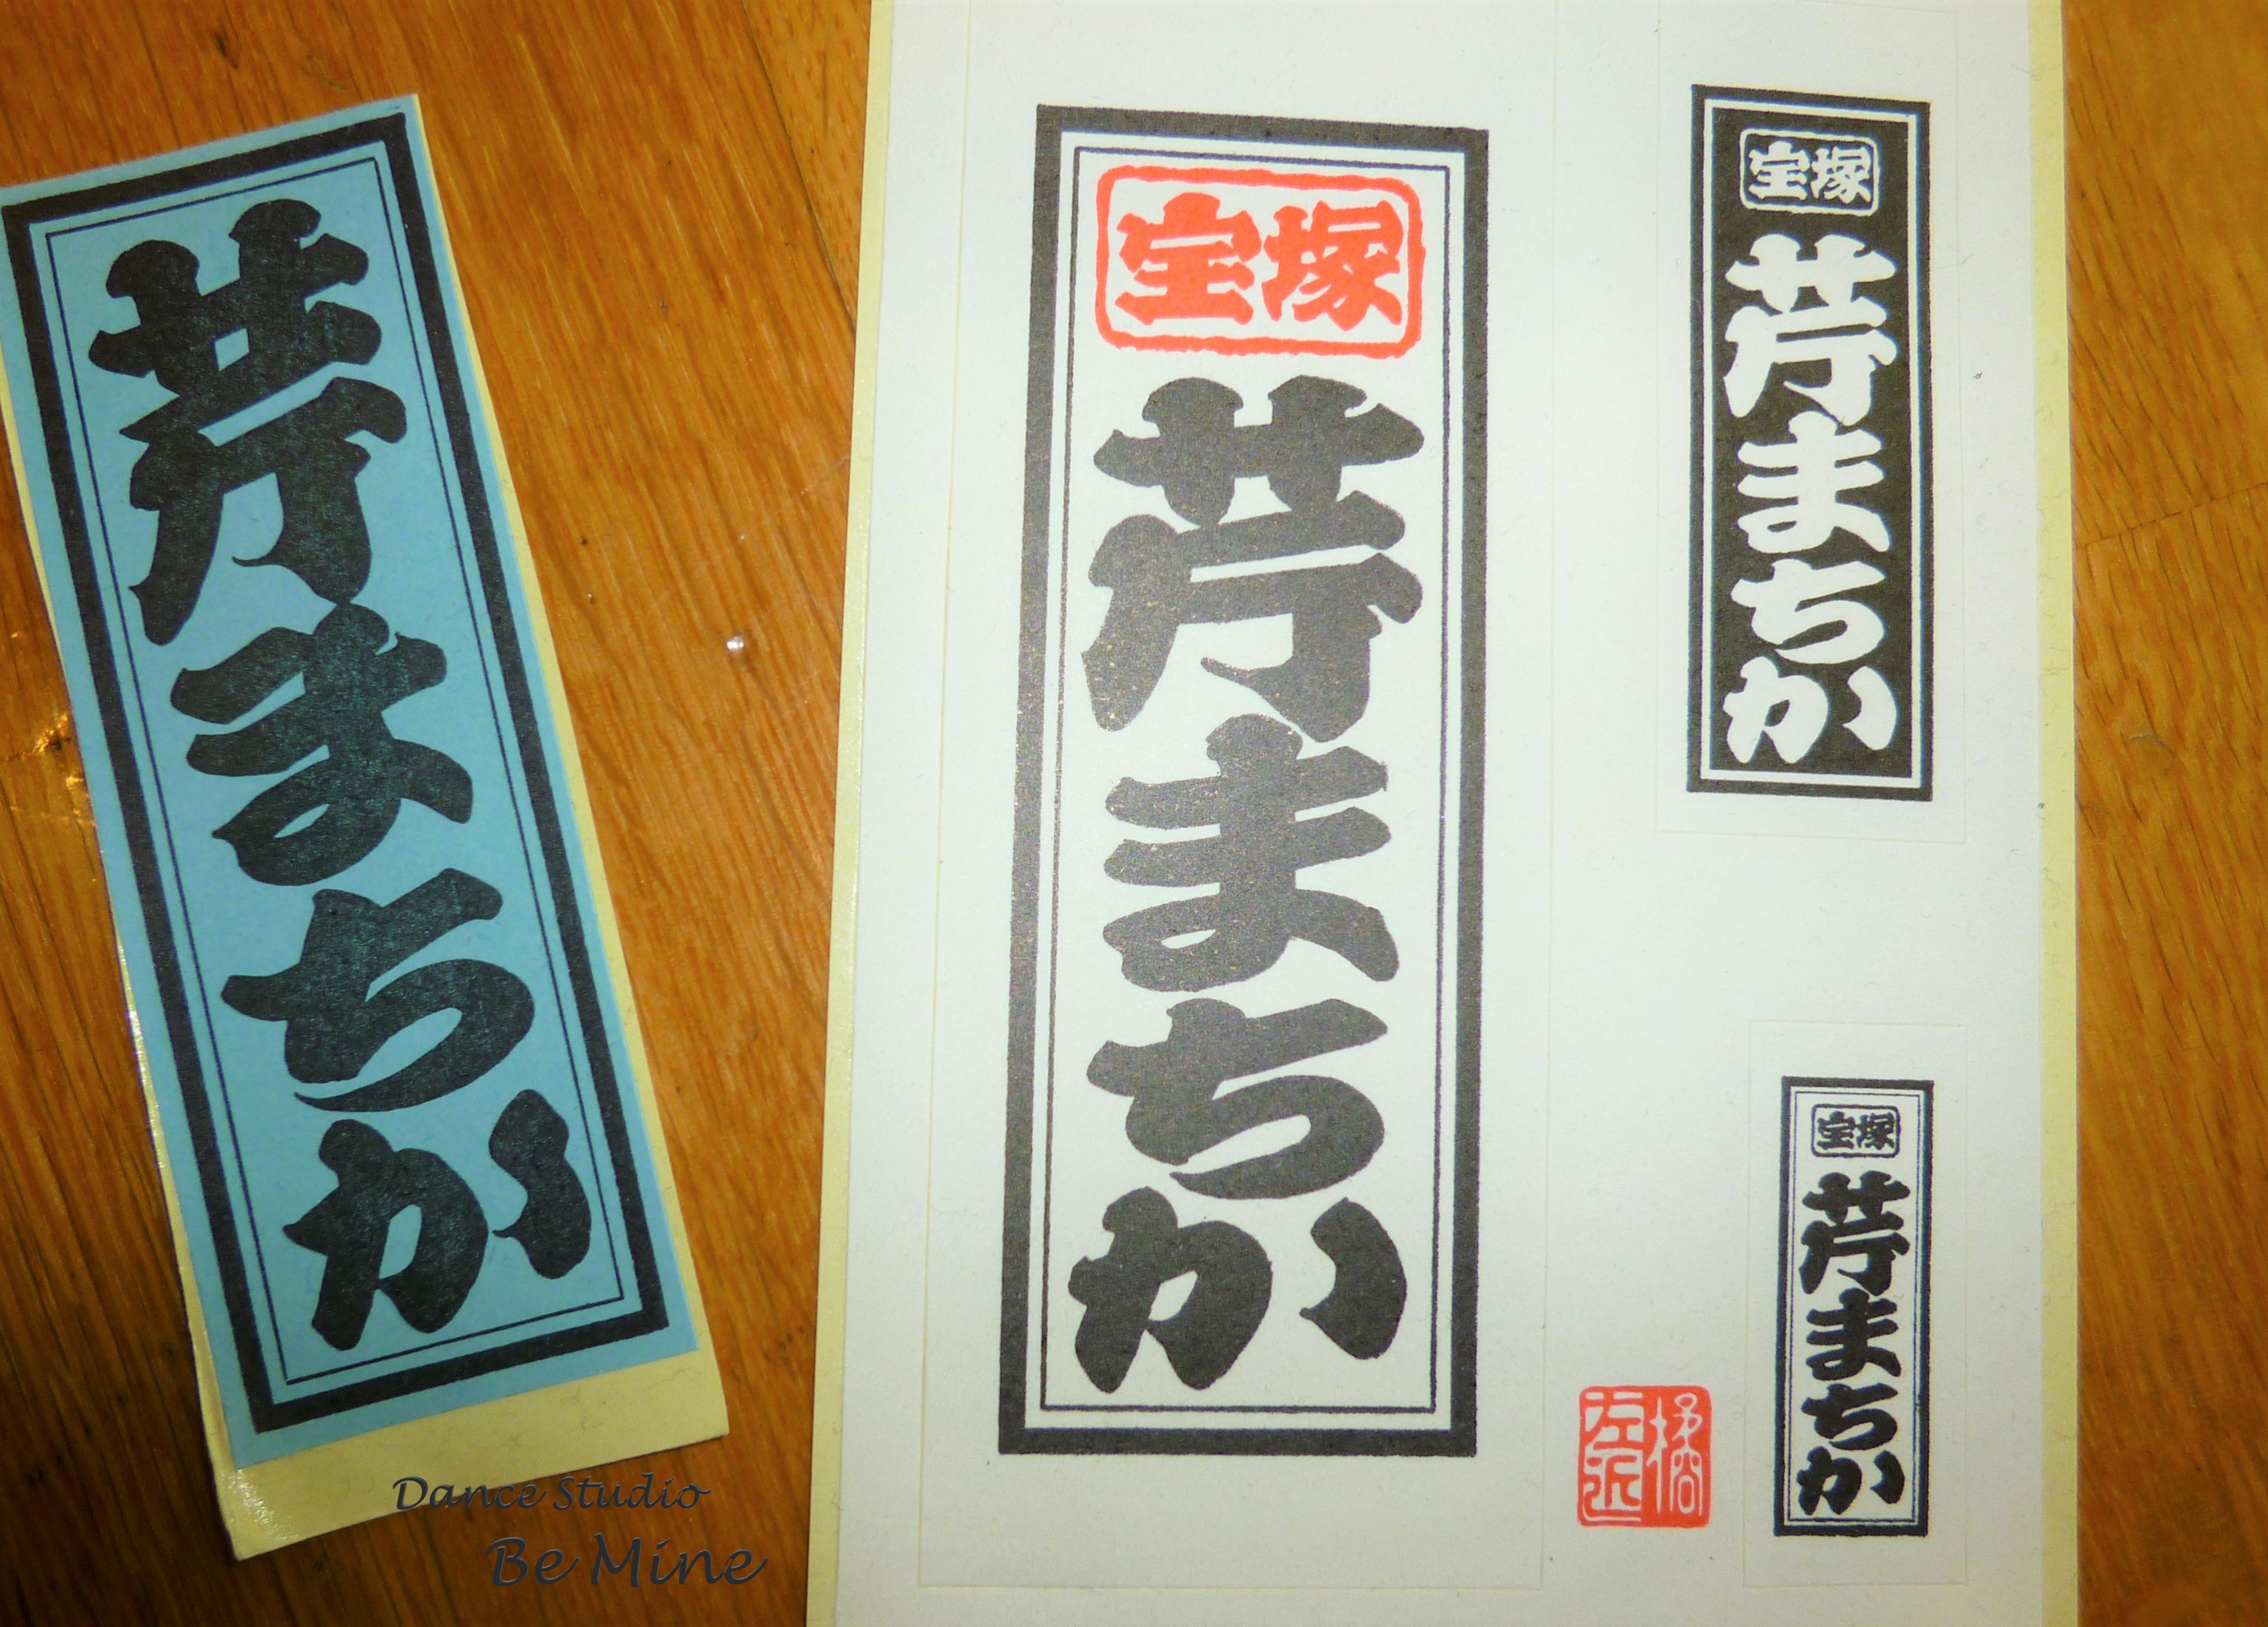 芹まちか
宝塚
芹まちか
宝塚
芹まちか
宝塚
芹まちか
橘
左近
Dance Studio
Be Mine